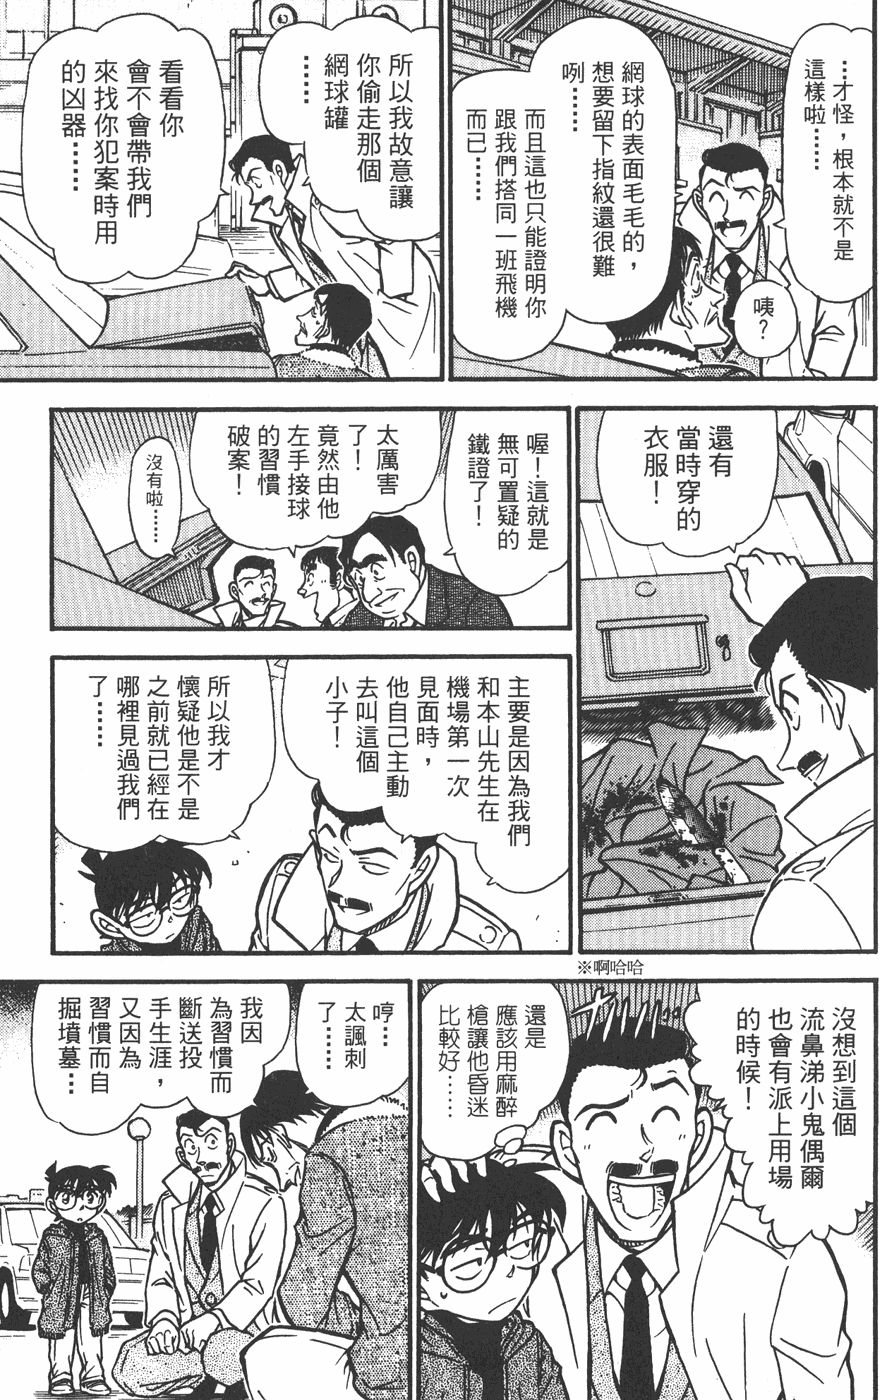 …才怪，根本就不是
這樣啦……
咦？
網球的表面毛毛的，
想要留下指紋還很難
咧……
而且這也只能證明你
跟我們搭同一班飛機
而已……
所以我故意讓
你偷走那個
網球罐
……
看看你
會不會帶我們
來找你犯案時用
的凶器……
還有
當時穿的
衣服！
喔！這就是
無可置疑的
鐵證了！
太厲害
了！
竟然由他
左手接球
的習慣
破案！
沒有啦……
主要是因為我們
和本山先生在
機場第一次
見面時，
他自己主動
去叫這個
小子！
所以我才
懷疑他是不是
之前就已經在
哪裡見過我們
了……
※啊哈哈
沒想到這個
流鼻涕小鬼偶爾
也會有派上用場
的時候！
還是
應該用麻醉
槍讓他昏迷
比較好……
哼…
太諷刺
了……
我因
為習慣而
斷送投
手生涯，
又因為
習慣而自
掘墳墓…